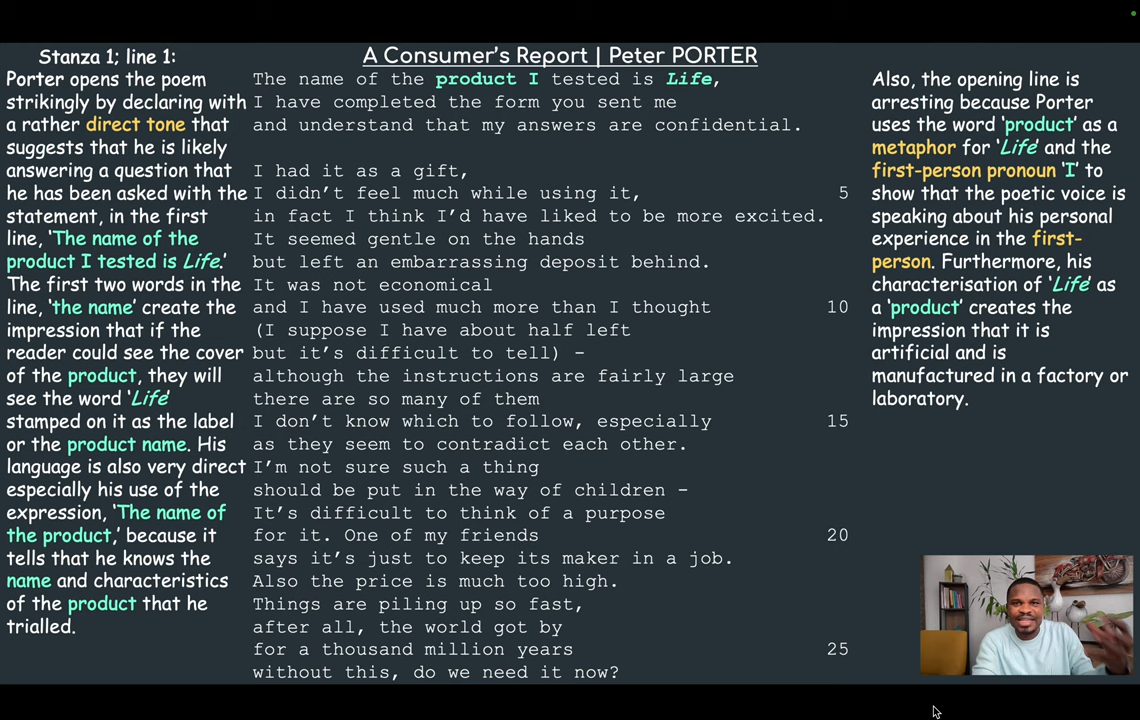 Stanza 1; line 1:
Porter opens the poem
strikingly by declaring with
a rather direct tone that
suggests that he is likely
answering a question that
he has been asked with the
statement, in the first
line, ‘The name of the
product I tested is Life.’
The first two words in the
line, ‘the name’ create the
impression that if the
reader could see the cover
of the product, they will
see the word ‘Life’
stamped on it as the label
or the product name. His
language is also very direct
especially his use of the
expression, ‘The name of
the product,’ because it
tells that he knows the
name and characteristics
of the product that he
trialled.
A Consumer’s Report | Peter PORTER
The name of the product I tested is Life,
I have completed the form you sent me
and understand that my answers are confidential.
I had it as a gift,
I didn’t feel much while using it, 5
in fact I think I’d have liked to be more excited.
It seemed gentle on the hands
but left an embarrassing deposit behind.
It was not economical
and I have used much more than I thought 10
(I suppose I have about half left
but it’s difficult to tell) –
although the instructions are fairly large
there are so many of them
I don’t know which to follow, especially 15
as they seem to contradict each other.
I’m not sure such a thing
should be put in the way of children –
It’s difficult to think of a purpose
for it. One of my friends 20
says it’s just to keep its maker in a job.
Also the price is much too high.
Things are piling up so fast,
after all, the world got by
for a thousand million years 25
without this, do we need it now?
Also, the opening line is
arresting because Porter
uses the word ‘product’ as a
metaphor for ‘Life’ and the
first-person pronoun ‘I’ to
show that the poetic voice is
speaking about his personal
experience in the first-
person. Furthermore, his
characterisation of ‘Life’ as
a ‘product’ creates the
impression that it is
artificial and is
manufactured in a factory or
laboratory.